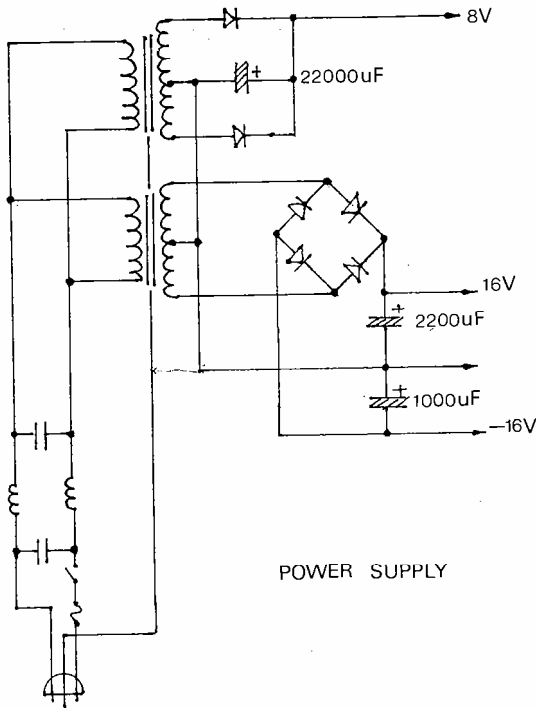 8V
+
22000uF
16V
+
2200uF
+
1000uF
—16V
POWER SUPPLY